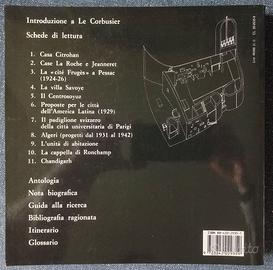 Introduzione a Le Corbusier
Schede di lettura
1. Casa Citrohan
2. Case La Roche e Jeanneret
3. La «cité Frugès» a Pessac
(1924-26)
4. La villa Savoye
5. Il Centrosoyuz
6. Proposte per le città
dell'America Latina (1929)
7. Il padiglione svizzero
della città universitaria di Parigi
8. Algeri (progetti dal 1931 al 1942)
9. L'unità di abitazione
10. La cappella di Ronchamp
11. Chandigarh
Antologia
Nota biografica
Guida alla ricerca
Bibliografia ragionata
Itinerario
Glossario
subito